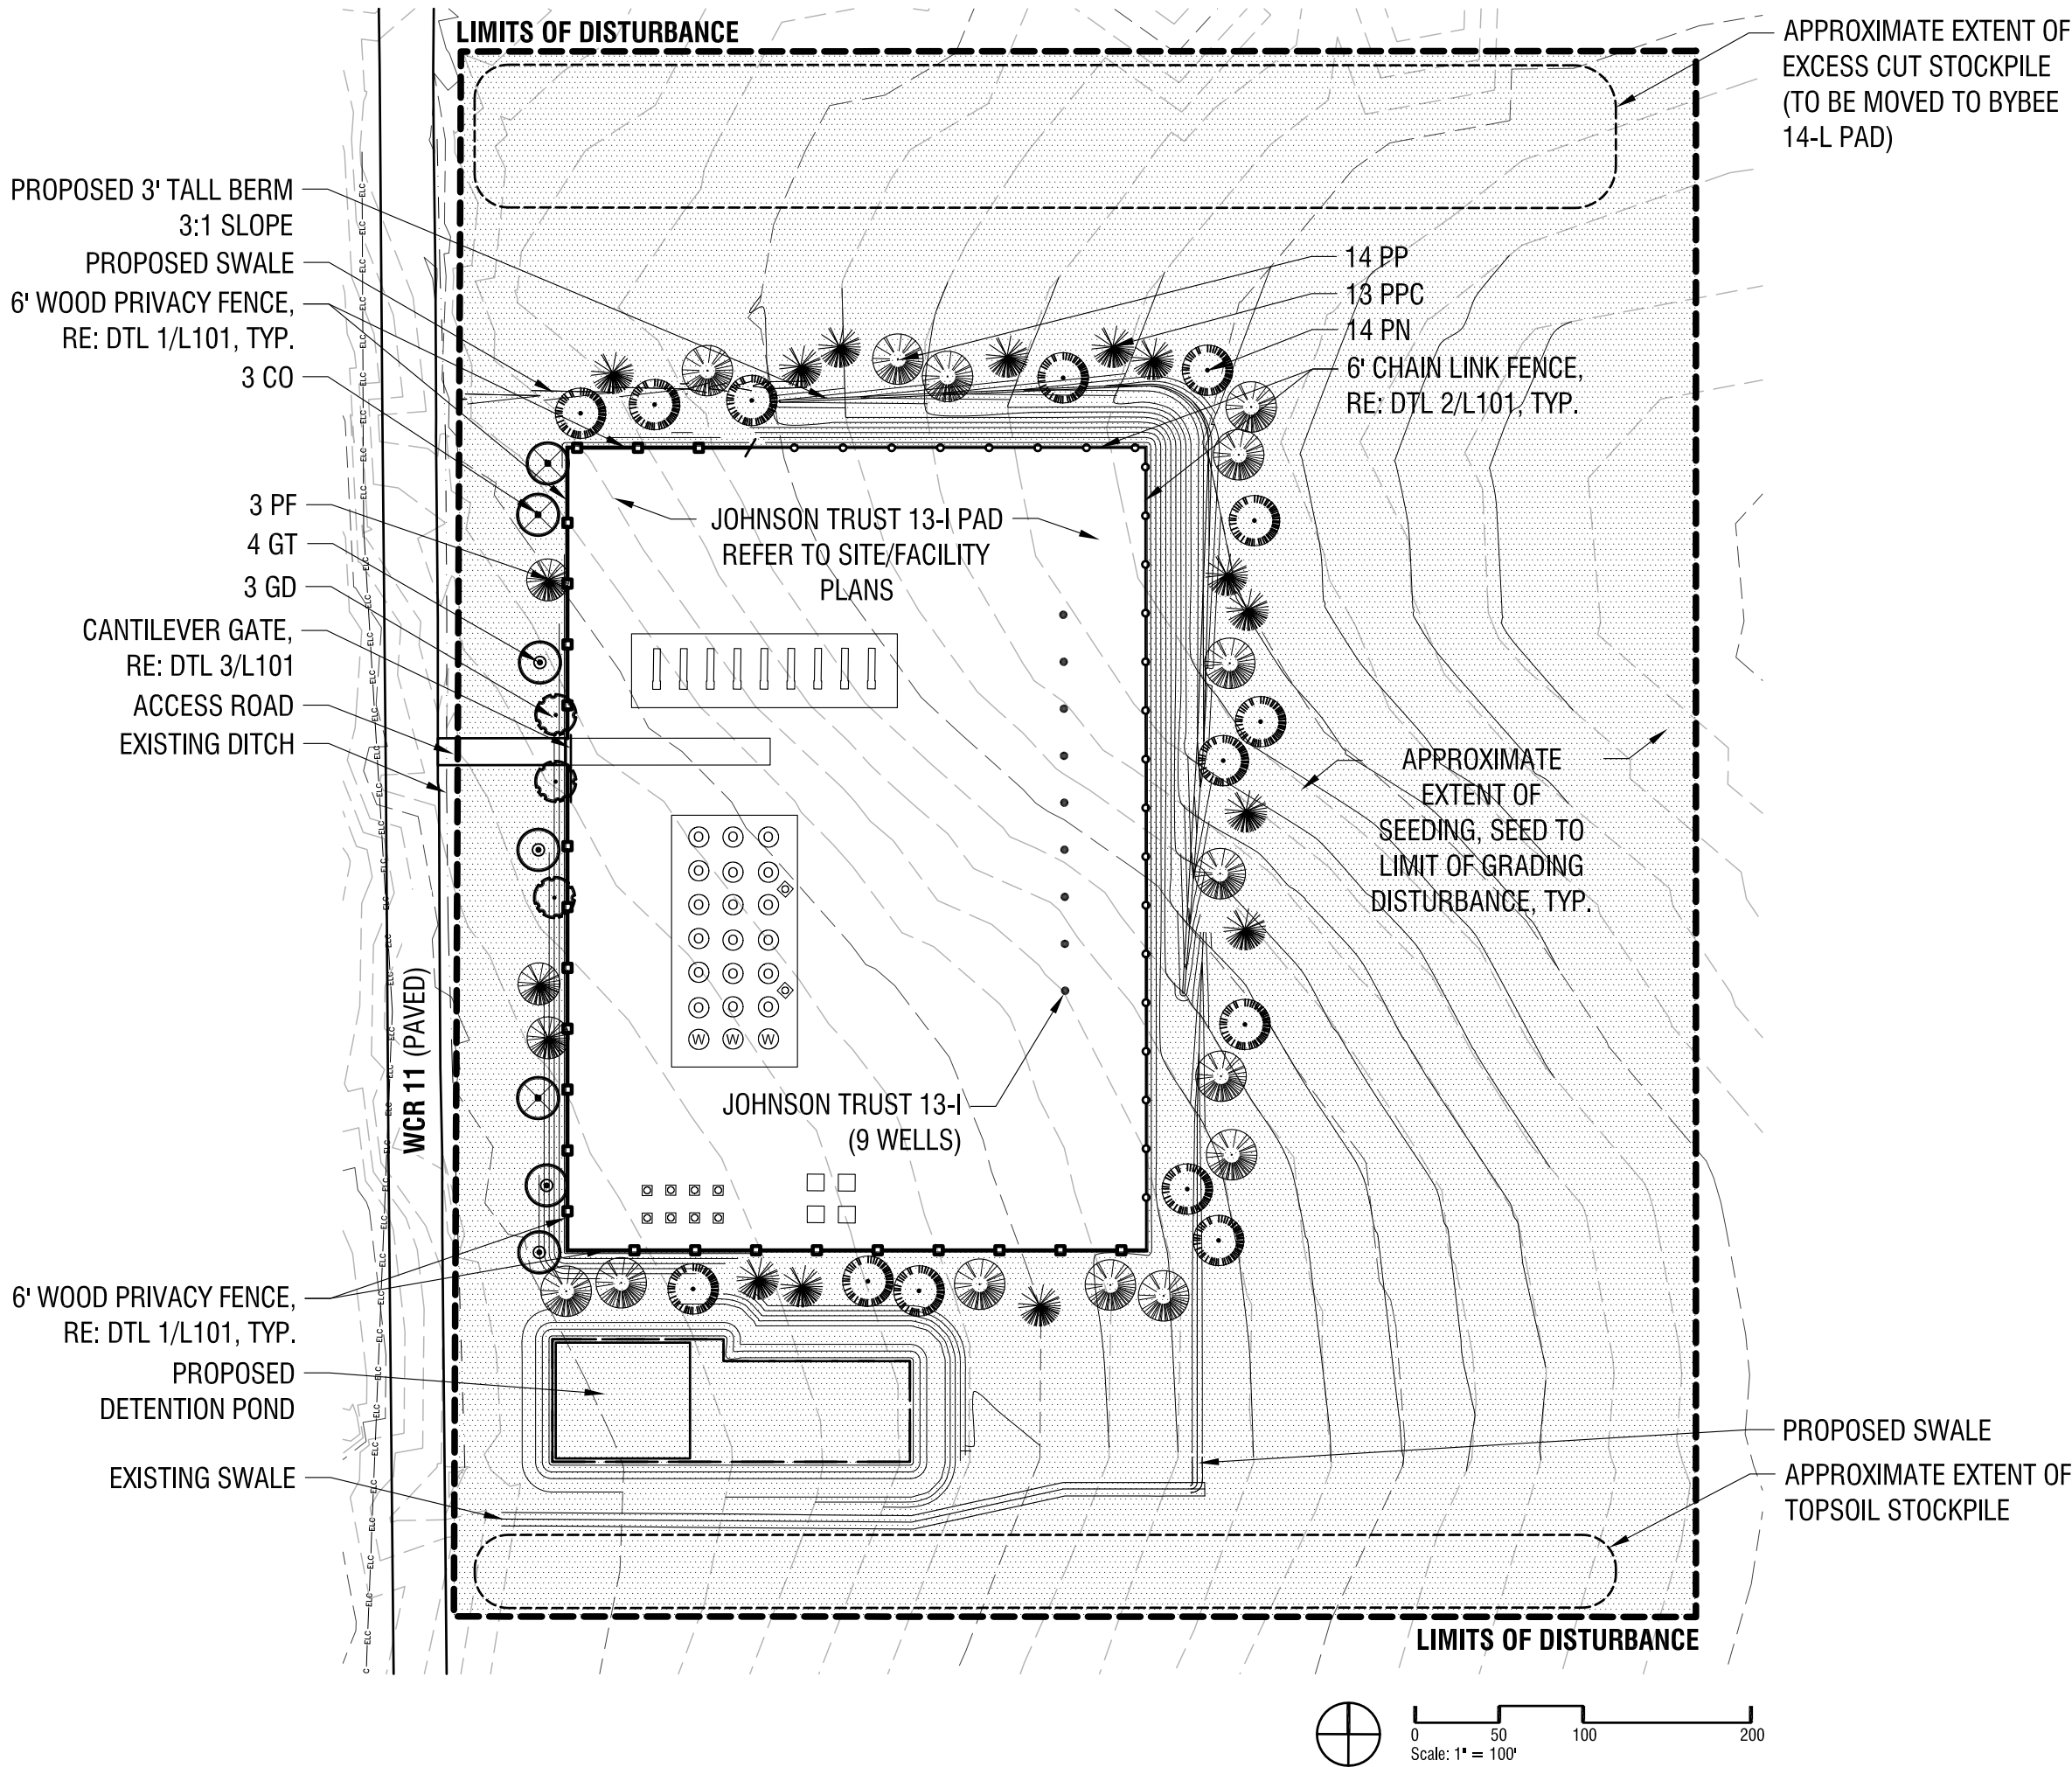 LIMITS OF DISTURBANCE
APPROXIMATE EXTENT OF
EXCESS CUT STOCKPILE
(TO BE MOVED TO BYBEE
14-L PAD)
PROPOSED 3' TALL BERM
3:1 SLOPE
PROPOSED SWALE
6' WOOD PRIVACY FENCE,
RE: DTL 1/L101, TYP.
3 CO
3 PF
4 GT
3 GD
CANTILEVER GATE,
RE: DTL 3/L101
ACCESS ROAD
EXISTING DITCH
14 PP
13 PPC
14 PN
6' CHAIN LINK FENCE,
RE: DTL 2/L101, TYP.
JOHNSON TRUST 13-I PAD
REFER TO SITE/FACILITY
PLANS
APPROXIMATE
EXTENT OF
SEEDING, SEED TO
LIMIT OF GRADING
DISTURBANCE, TYP.
W W W
WCR 11 (PAVED)
JOHNSON TRUST 13-I
(9 WELLS)
6' WOOD PRIVACY FENCE,
RE: DTL 1/L101, TYP.
PROPOSED
DETENTION POND
EXISTING SWALE
PROPOSED SWALE
APPROXIMATE EXTENT OF
TOPSOIL STOCKPILE
LIMITS OF DISTURBANCE
0 50 100 200
Scale: 1" = 100'